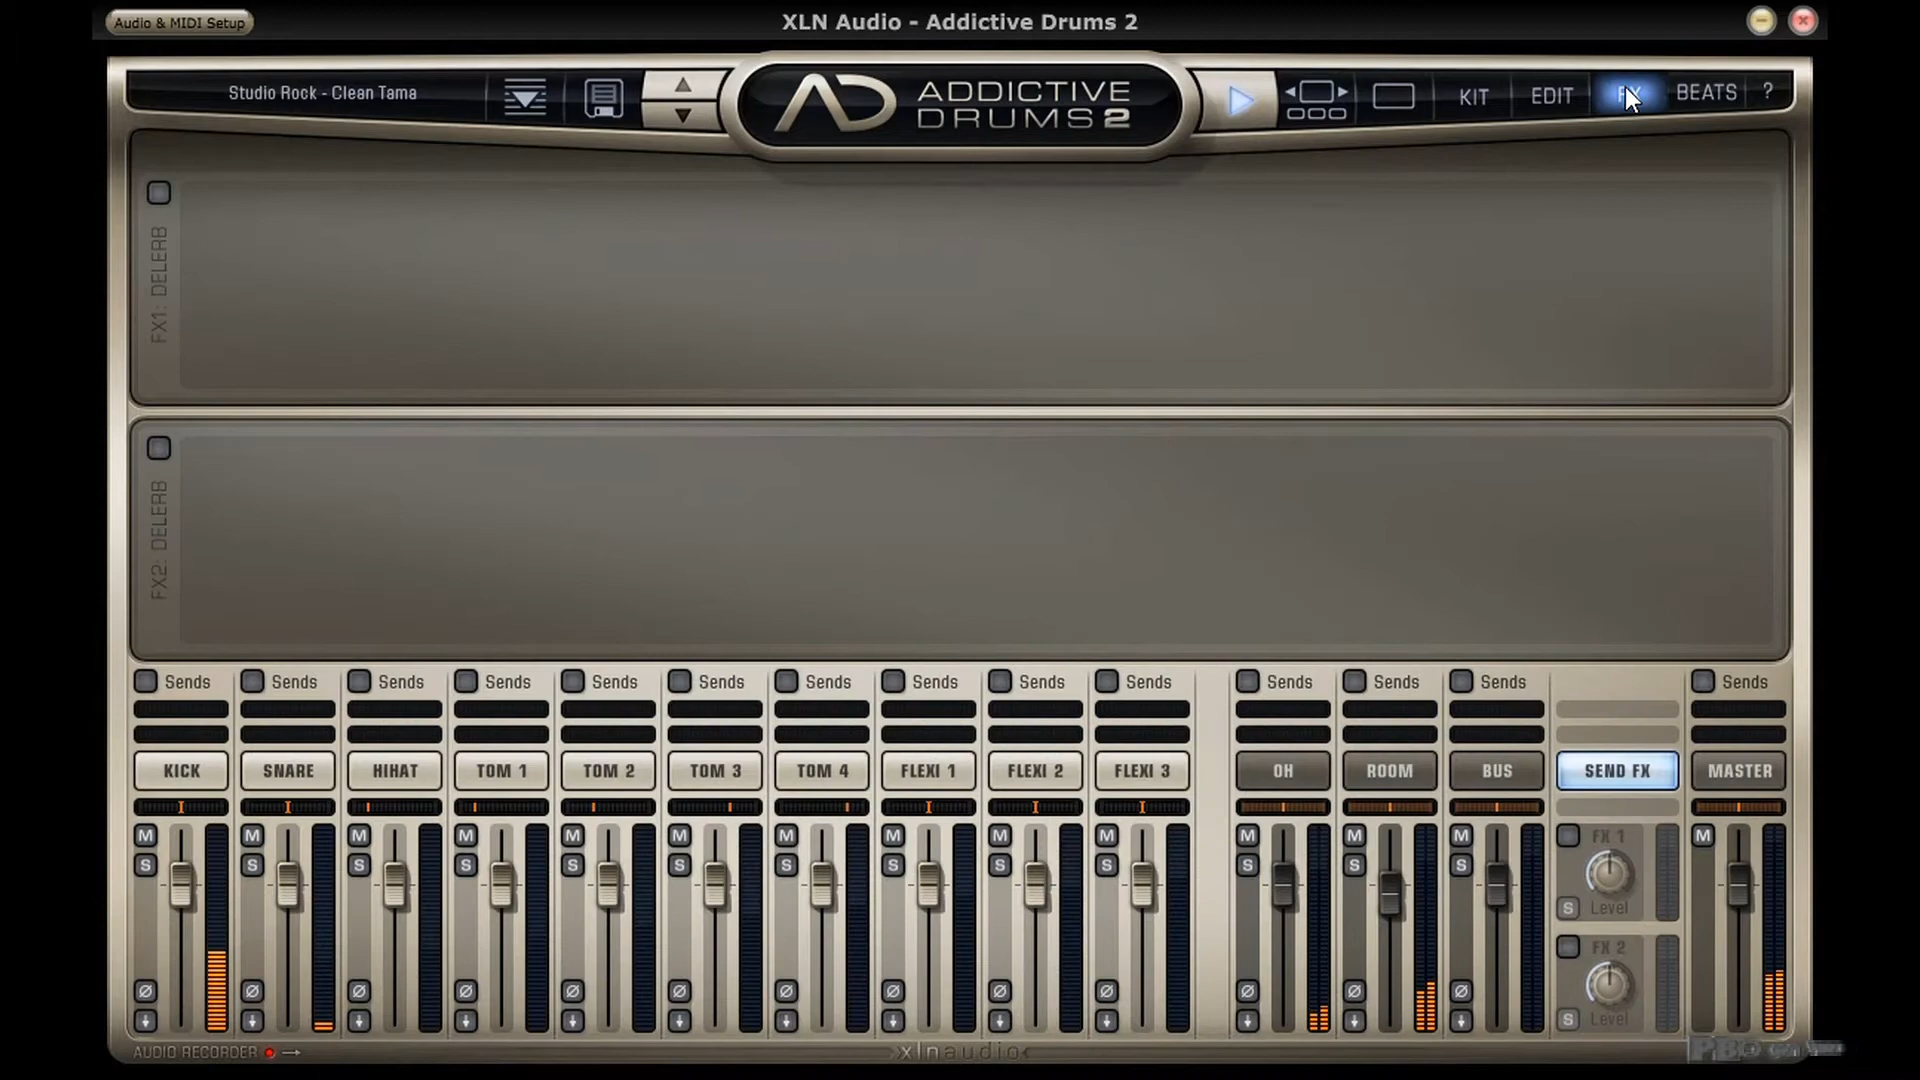 Audio & MIDI Setup
XLN Audio - Addictive Drums 2
Studio Rock - Clean Tama
AD ADDICTIVE DRUMS 2
KIT EDIT FX BEATS ?
FX1: DELERB
FX2: DELERB
Sends Sends Sends Sends Sends Sends Sends Sends Sends Sends Sends Sends Sends Sends
KICK SNARE HIHAT TOM 1 TOM 2 TOM 3 TOM 4 FLEXI 1 FLEXI 2 FLEXI 3 OH ROOM BUS SEND FX MASTER
M M M M M M M M M M M M M FX 1 M
S S S S S S S S S S S S S
S Level
FX 2
Ø Ø Ø Ø Ø Ø Ø Ø Ø Ø Ø Ø Ø
S Level
AUDIO RECORDER
xlnaudio